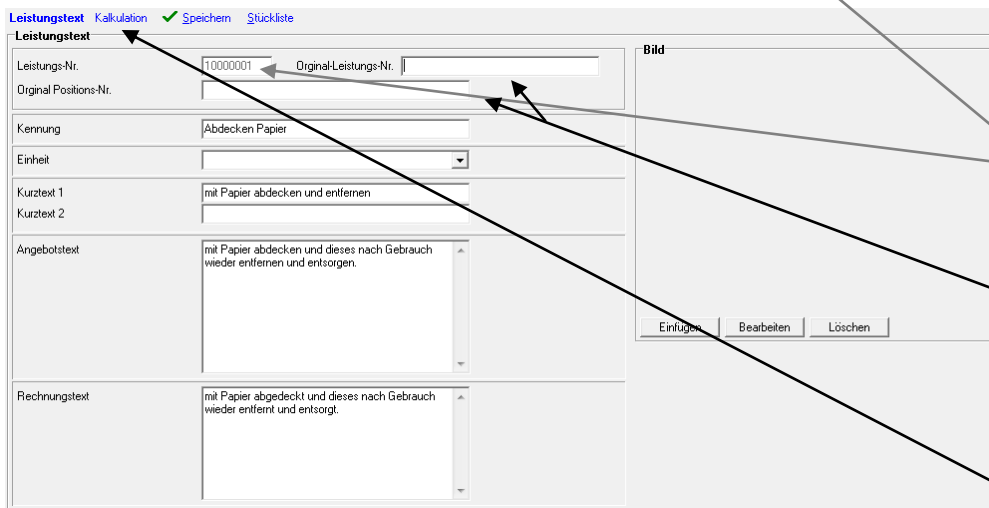 Leistungstext Kalkulation Speichern Stückliste
Leistungstext
Leistungs-Nr. 10000001 Orginal-Leistungs-Nr.
Orginal Positions-Nr.
Kennung Abdecken Papier
Einheit
Kurztext 1 mit Papier abdecken und entfernen
Kurztext 2
Angebotstext mit Papier abdecken und dieses nach Gebrauch
wieder entfernen und entsorgen.
Rechnungstext mit Papier abgedeckt und dieses nach Gebrauch
wieder entfernt und entsorgt.
Bild
Einfügen Bearbeiten Löschen